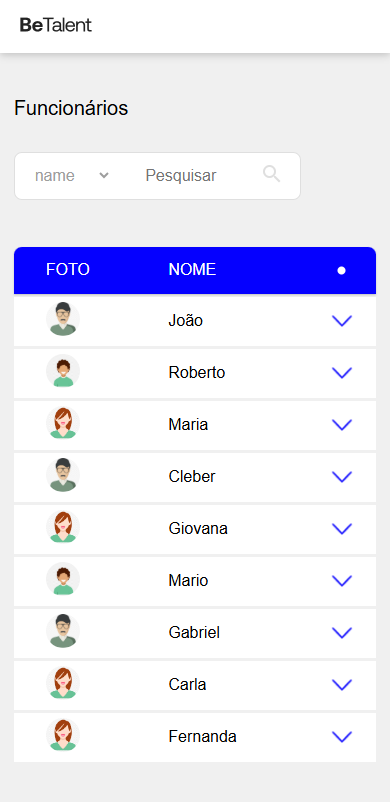 BeTalent
Funcionários
name Pesquisar
FOTO NOME
João
Roberto
Maria
Cleber
Giovana
Mario
Gabriel
Carla
Fernanda